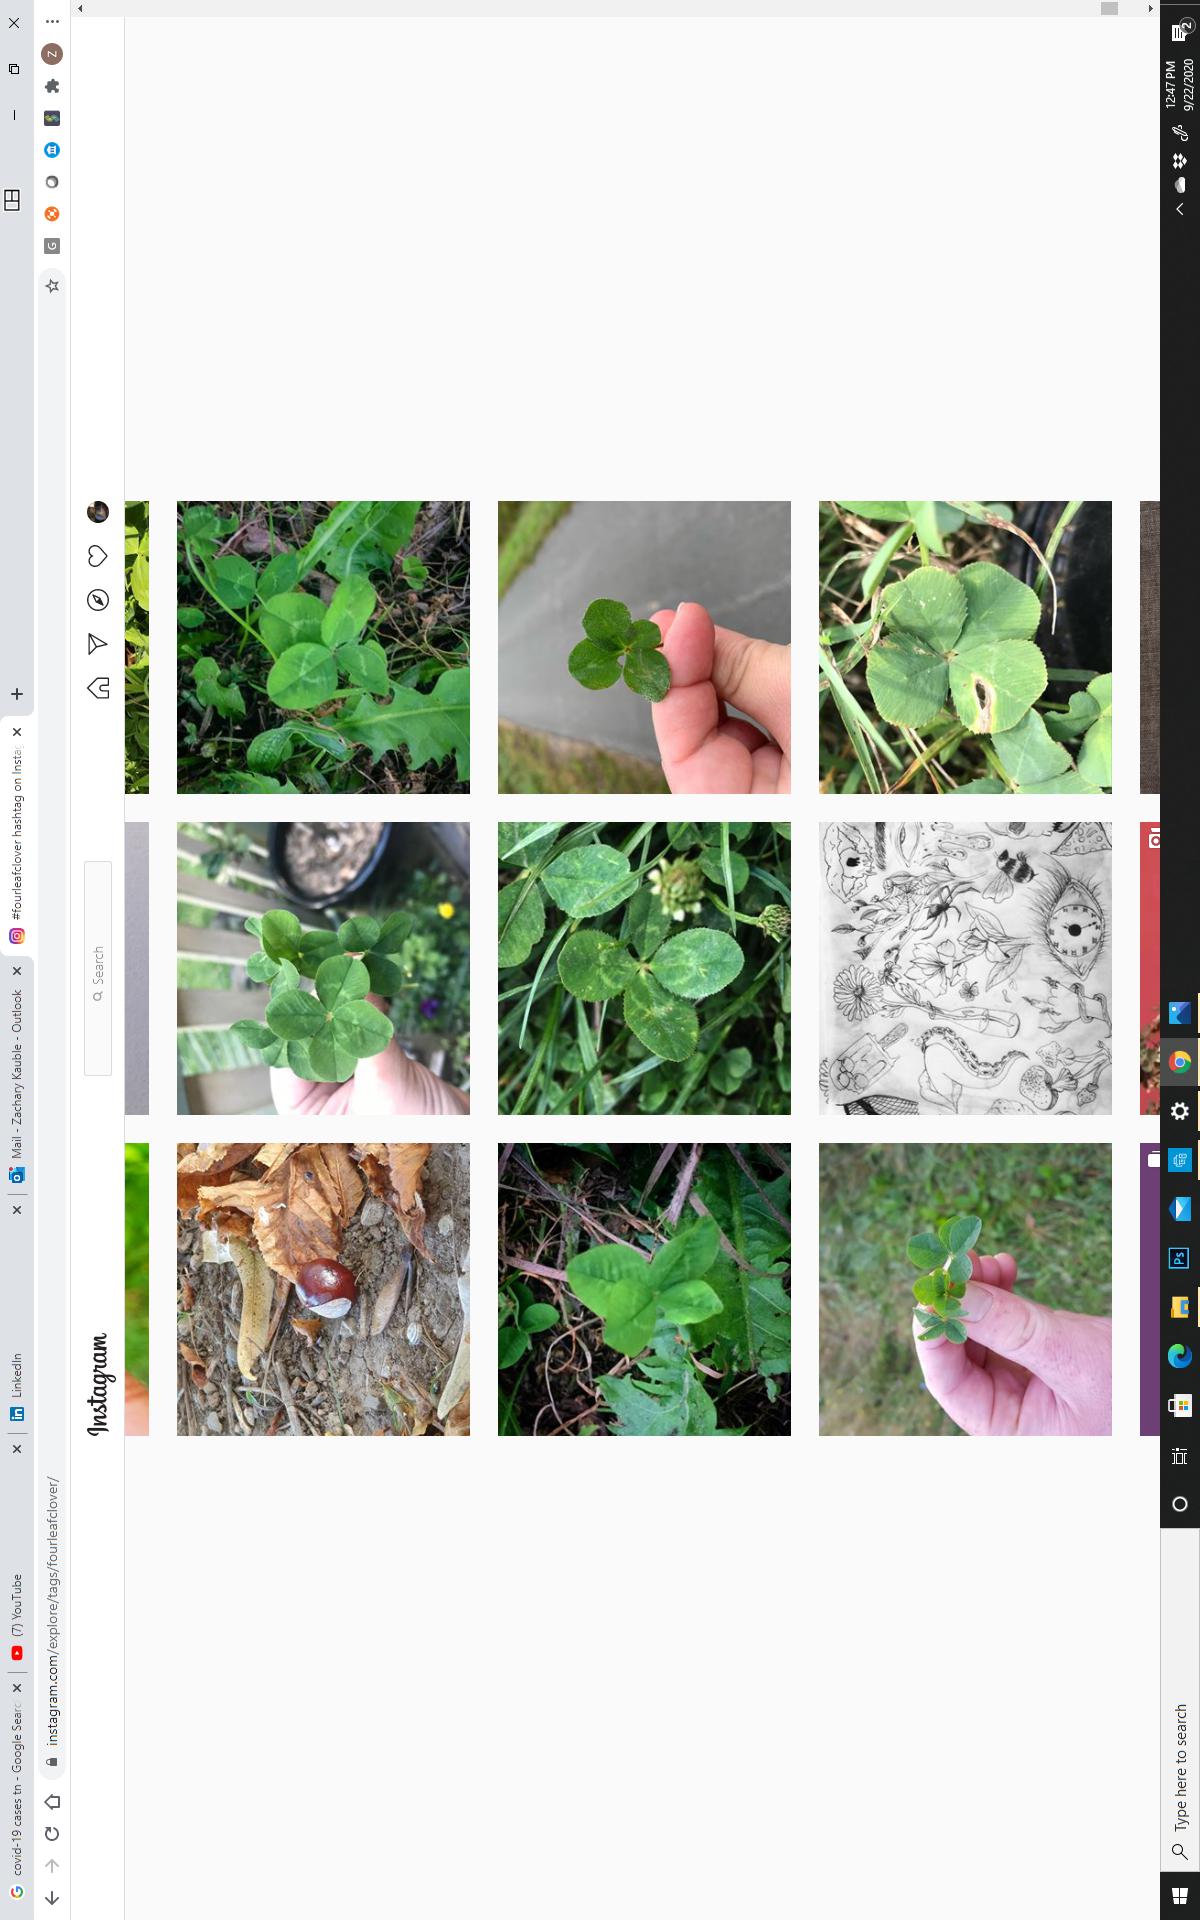 covid-19 cases tn - Google Searc
(7) YouTube
LinkedIn
Mail - Zachary Kauble - Outlook
#fourleafclover hashtag on Insta
instagram.com/explore/tags/fourleafclover/
G
Z
Instagram
Search
Type here to search
Ps
12:47 PM
9/22/2020
2